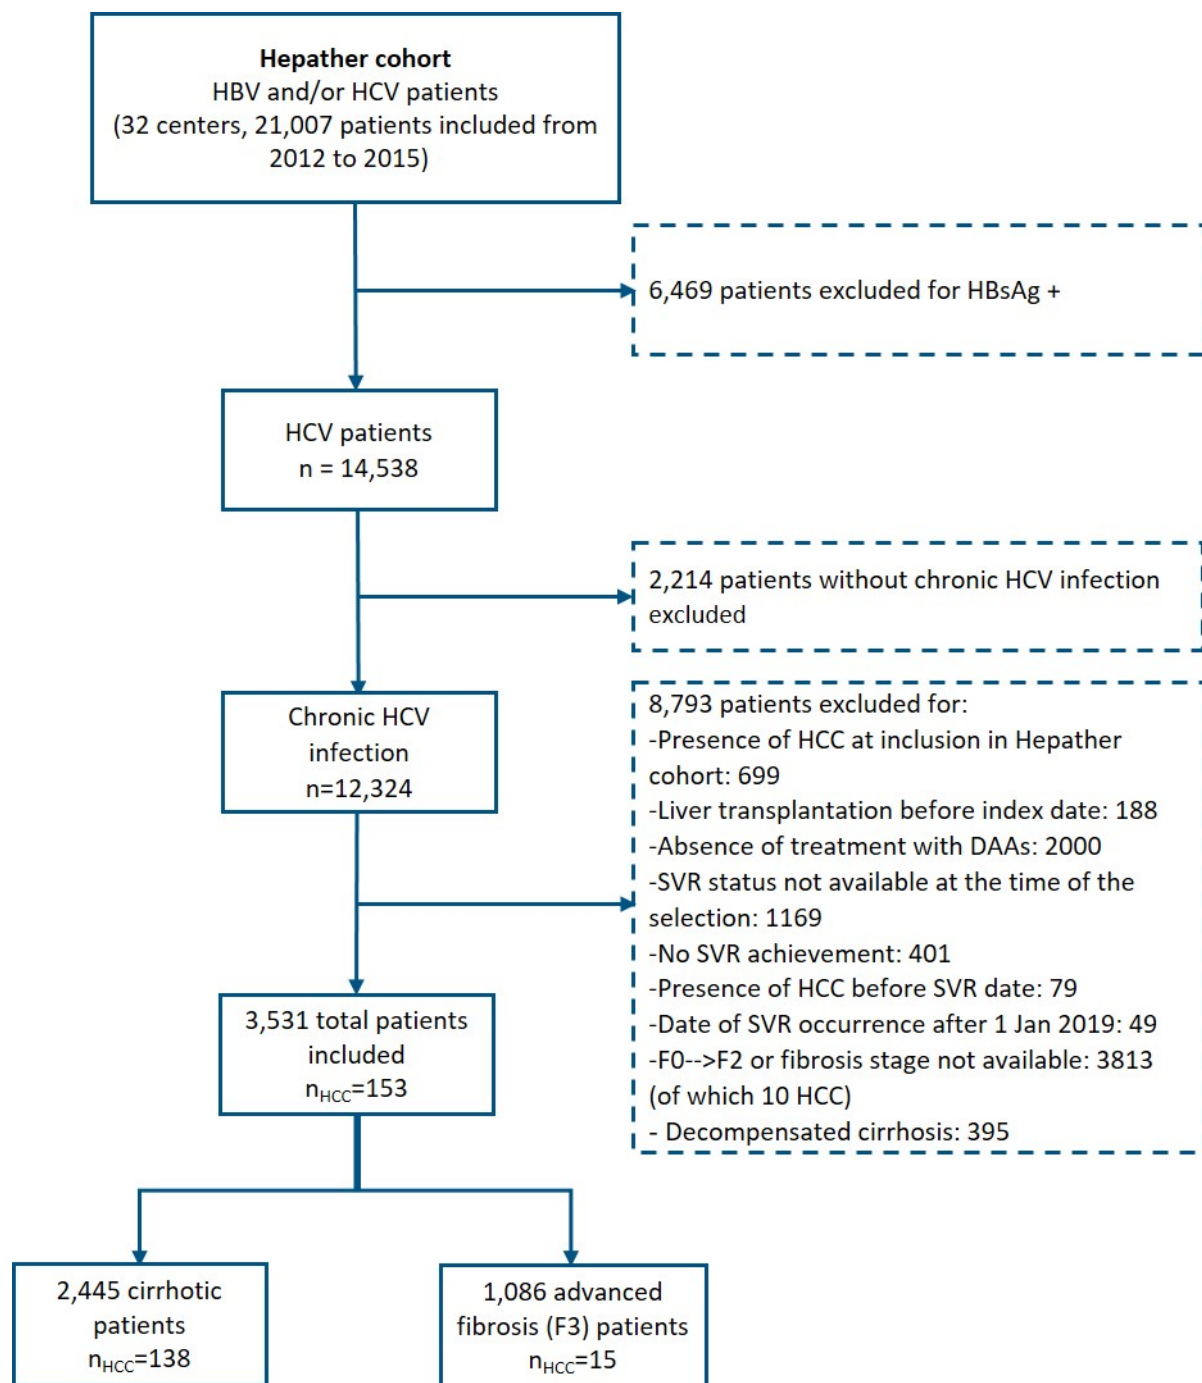 Hepather cohort
HBV and/or HCV patients
(32 centers, 21,007 patients included from
2012 to 2015)
6,469 patients excluded for HBsAg +
HCV patients
n = 14,538
2,214 patients without chronic HCV infection
excluded
Chronic HCV
infection
n=12,324
8,793 patients excluded for:
-Presence of HCC at inclusion in Hepather
cohort: 699
-Liver transplantation before index date: 188
-Absence of treatment with DAAs: 2000
-SVR status not available at the time of the
selection: 1169
-No SVR achievement: 401
-Presence of HCC before SVR date: 79
-Date of SVR occurrence after 1 Jan 2019: 49
-F0-->F2 or fibrosis stage not available: 3813
(of which 10 HCC)
- Decompensated cirrhosis: 395
3,531 total patients
included
nHCC=153
2,445 cirrhotic
patients
nHCC=138
1,086 advanced
fibrosis (F3) patients
nHCC=15